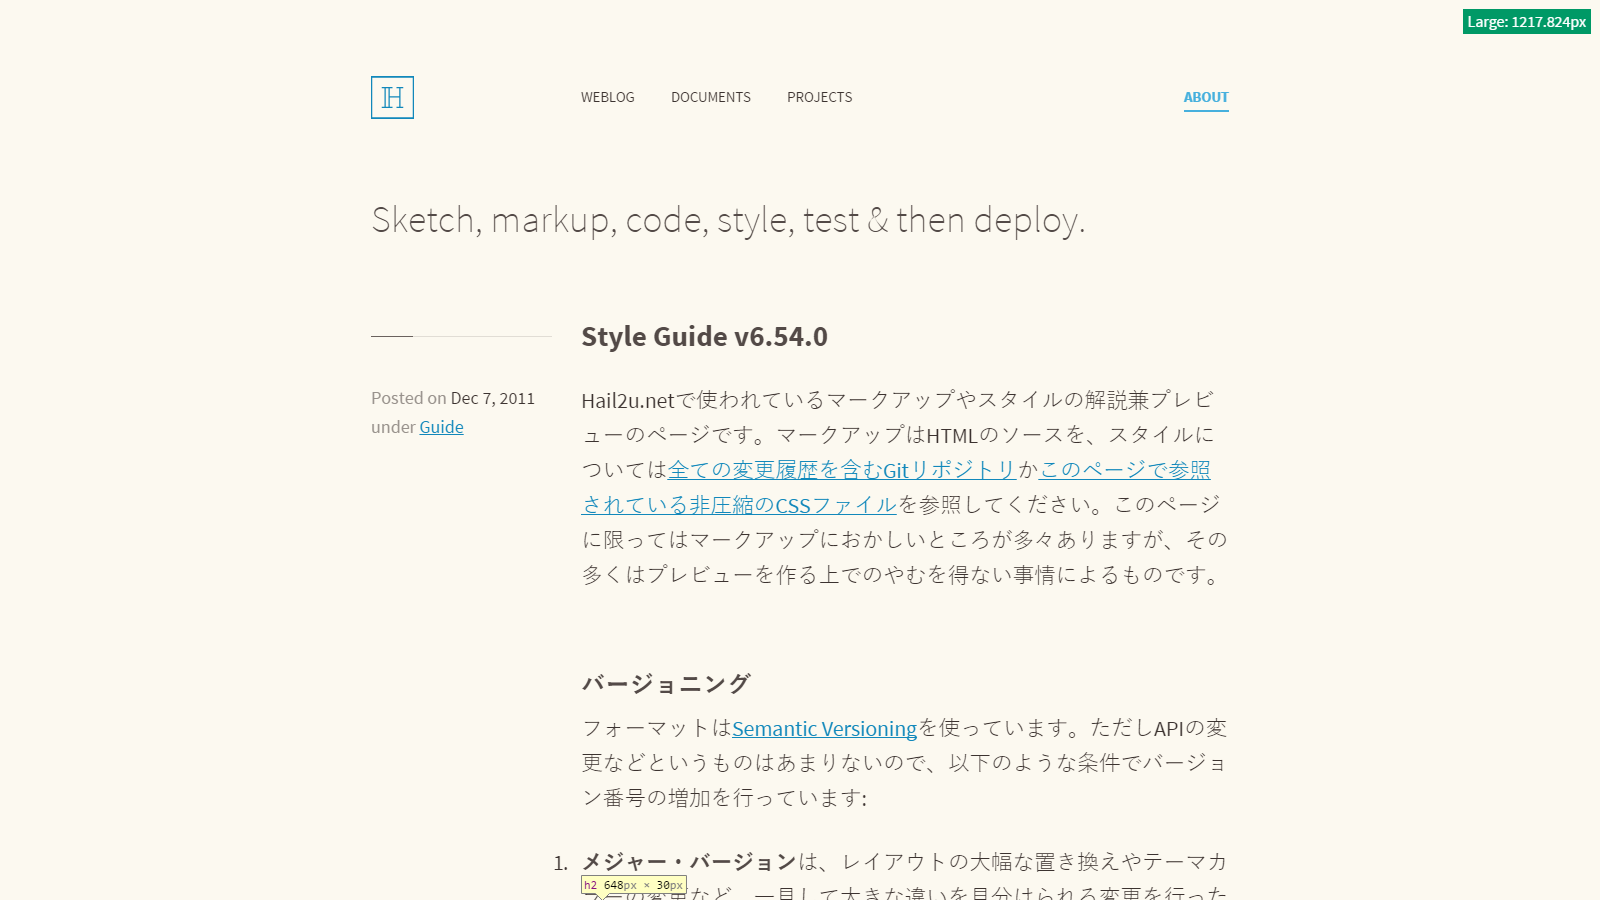 Large: 1217.824px
H
WEBLOG DOCUMENTS PROJECTS ABOUT
Sketch, markup, code, style, test & then deploy.
Style Guide v6.54.0
Posted on Dec 7, 2011
under Guide
Hail2u.netで使われているマークアップやスタイルの解説兼プレビ
ューのページです。マークアップはHTMLのソースを、スタイルに
ついては全ての変更履歴を含むGitリポジトリかこのページで参照
されている非圧縮のCSSファイルを参照してください。このページ
に限ってはマークアップにおかしいところが多々ありますが、その
多くはプレビューを作る上でのやむを得ない事情によるものです。
バージョニング
フォーマットはSemantic Versioningを使っています。ただしAPIの変
更などというものはあまりないので、以下のような条件でバージョ
ン番号の増加を行っています:
1. メジャー・バージョンは、レイアウトの大幅な置き換えやテーマカ
ラーの変更など、一見して大きな違いを見分けられる変更を行った
h2 648px × 30px